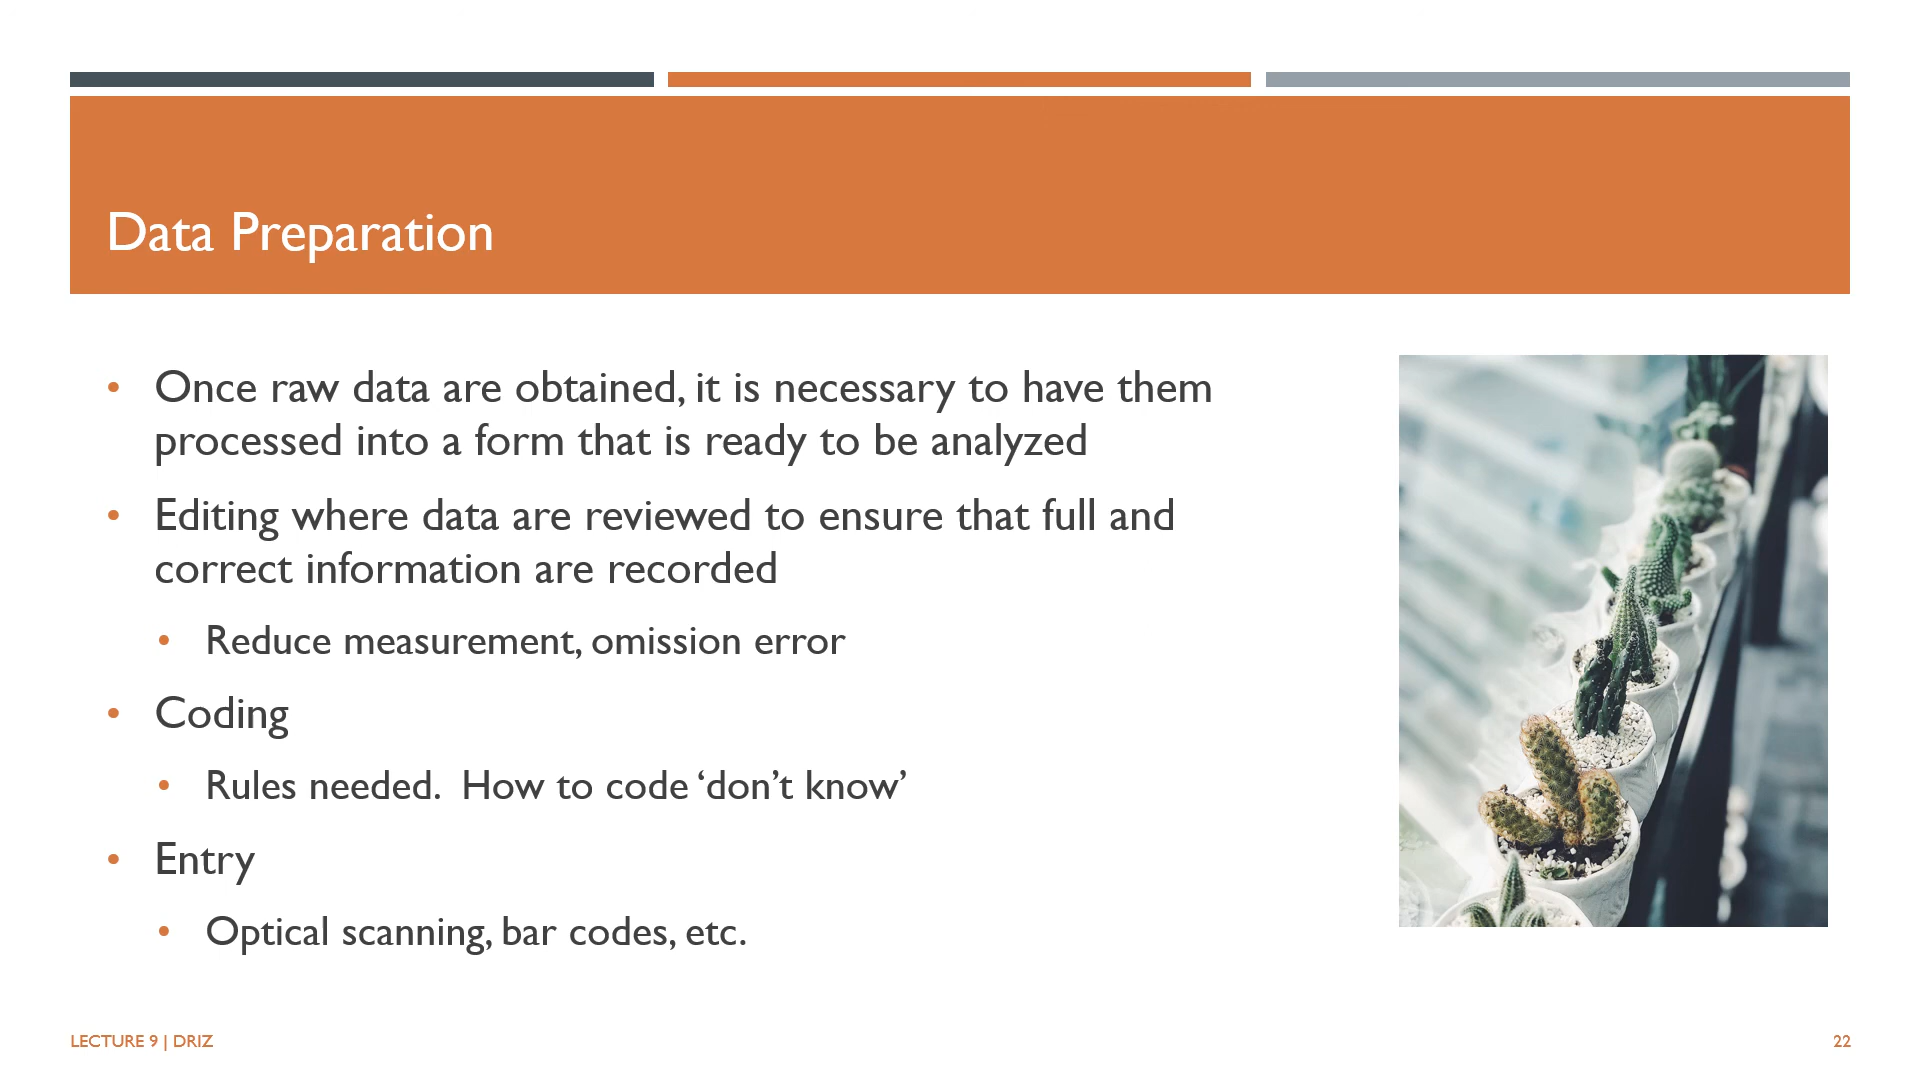 Data Preparation
• Once raw data are obtained, it is necessary to have them
processed into a form that is ready to be analyzed
• Editing where data are reviewed to ensure that full and
correct information are recorded
• Reduce measurement, omission error
• Coding
• Rules needed.  How to code ‘don’t know’
• Entry
• Optical scanning, bar codes, etc.
LECTURE 9 | DRIZ
22